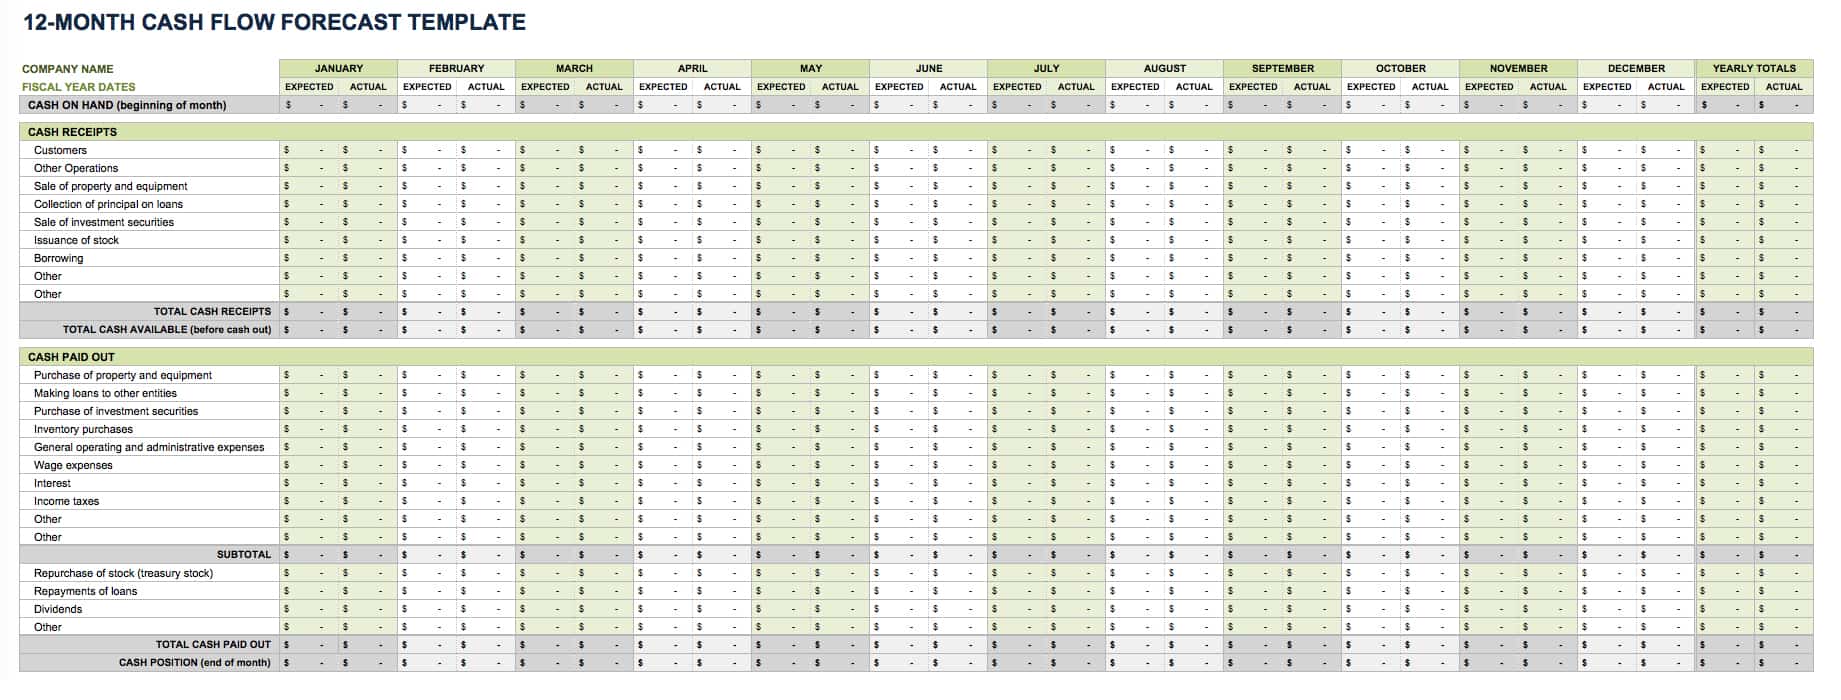 12-MONTH CASH FLOW FORECAST TEMPLATE
COMPANY NAME JANUARY FEBRUARY MARCH APRIL MAY JUNE JULY AUGUST SEPTEMBER OCTOBER NOVEMBER DECEMBER YEARLY TOTALS
FISCAL YEAR DATES EXPECTED ACTUAL EXPECTED ACTUAL EXPECTED ACTUAL EXPECTED ACTUAL EXPECTED ACTUAL EXPECTED ACTUAL EXPECTED ACTUAL EXPECTED ACTUAL EXPECTED ACTUAL EXPECTED ACTUAL EXPECTED ACTUAL EXPECTED ACTUAL EXPECTED ACTUAL
CASH ON HAND (beginning of month) $ - $ - $ - $ - $ - $ - $ - $ - $ - $ - $ - $ - $ - $ - $ - $ - $ - $ - $ - $ - $ - $ - $ - $ - $ - $ -
CASH RECEIPTS
Customers $ - $ - $ - $ - $ - $ - $ - $ - $ - $ - $ - $ - $ - $ - $ - $ - $ - $ - $ - $ - $ - $ - $ - $ - $ - $ -
Other Operations $ - $ - $ - $ - $ - $ - $ - $ - $ - $ - $ - $ - $ - $ - $ - $ - $ - $ - $ - $ - $ - $ - $ - $ - $ - $ -
Sale of property and equipment $ - $ - $ - $ - $ - $ - $ - $ - $ - $ - $ - $ - $ - $ - $ - $ - $ - $ - $ - $ - $ - $ - $ - $ - $ - $ -
Collection of principal on loans $ - $ - $ - $ - $ - $ - $ - $ - $ - $ - $ - $ - $ - $ - $ - $ - $ - $ - $ - $ - $ - $ - $ - $ - $ - $ -
Sale of investment securities $ - $ - $ - $ - $ - $ - $ - $ - $ - $ - $ - $ - $ - $ - $ - $ - $ - $ - $ - $ - $ - $ - $ - $ - $ - $ -
Issuance of stock $ - $ - $ - $ - $ - $ - $ - $ - $ - $ - $ - $ - $ - $ - $ - $ - $ - $ - $ - $ - $ - $ - $ - $ - $ - $ -
Borrowing $ - $ - $ - $ - $ - $ - $ - $ - $ - $ - $ - $ - $ - $ - $ - $ - $ - $ - $ - $ - $ - $ - $ - $ - $ - $ -
Other $ - $ - $ - $ - $ - $ - $ - $ - $ - $ - $ - $ - $ - $ - $ - $ - $ - $ - $ - $ - $ - $ - $ - $ - $ - $ -
Other $ - $ - $ - $ - $ - $ - $ - $ - $ - $ - $ - $ - $ - $ - $ - $ - $ - $ - $ - $ - $ - $ - $ - $ - $ - $ -
TOTAL CASH RECEIPTS $ - $ - $ - $ - $ - $ - $ - $ - $ - $ - $ - $ - $ - $ - $ - $ - $ - $ - $ - $ - $ - $ - $ - $ - $ - $ -
TOTAL CASH AVAILABLE (before cash out) $ - $ - $ - $ - $ - $ - $ - $ - $ - $ - $ - $ - $ - $ - $ - $ - $ - $ - $ - $ - $ - $ - $ - $ - $ - $ -
CASH PAID OUT
Purchase of property and equipment $ - $ - $ - $ - $ - $ - $ - $ - $ - $ - $ - $ - $ - $ - $ - $ - $ - $ - $ - $ - $ - $ - $ - $ - $ - $ -
Making loans to other entities $ - $ - $ - $ - $ - $ - $ - $ - $ - $ - $ - $ - $ - $ - $ - $ - $ - $ - $ - $ - $ - $ - $ - $ - $ - $ -
Purchase of investment securities $ - $ - $ - $ - $ - $ - $ - $ - $ - $ - $ - $ - $ - $ - $ - $ - $ - $ - $ - $ - $ - $ - $ - $ - $ - $ -
Inventory purchases $ - $ - $ - $ - $ - $ - $ - $ - $ - $ - $ - $ - $ - $ - $ - $ - $ - $ - $ - $ - $ - $ - $ - $ - $ - $ -
General operating and administrative expenses $ - $ - $ - $ - $ - $ - $ - $ - $ - $ - $ - $ - $ - $ - $ - $ - $ - $ - $ - $ - $ - $ - $ - $ - $ - $ -
Wage expenses $ - $ - $ - $ - $ - $ - $ - $ - $ - $ - $ - $ - $ - $ - $ - $ - $ - $ - $ - $ - $ - $ - $ - $ - $ - $ -
Interest $ - $ - $ - $ - $ - $ - $ - $ - $ - $ - $ - $ - $ - $ - $ - $ - $ - $ - $ - $ - $ - $ - $ - $ - $ - $ -
Income taxes $ - $ - $ - $ - $ - $ - $ - $ - $ - $ - $ - $ - $ - $ - $ - $ - $ - $ - $ - $ - $ - $ - $ - $ - $ - $ -
Other $ - $ - $ - $ - $ - $ - $ - $ - $ - $ - $ - $ - $ - $ - $ - $ - $ - $ - $ - $ - $ - $ - $ - $ - $ - $ -
Other $ - $ - $ - $ - $ - $ - $ - $ - $ - $ - $ - $ - $ - $ - $ - $ - $ - $ - $ - $ - $ - $ - $ - $ - $ - $ -
SUBTOTAL $ - $ - $ - $ - $ - $ - $ - $ - $ - $ - $ - $ - $ - $ - $ - $ - $ - $ - $ - $ - $ - $ - $ - $ - $ - $ -
Repurchase of stock (treasury stock) $ - $ - $ - $ - $ - $ - $ - $ - $ - $ - $ - $ - $ - $ - $ - $ - $ - $ - $ - $ - $ - $ - $ - $ - $ - $ -
Repayments of loans $ - $ - $ - $ - $ - $ - $ - $ - $ - $ - $ - $ - $ - $ - $ - $ - $ - $ - $ - $ - $ - $ - $ - $ - $ - $ -
Dividends $ - $ - $ - $ - $ - $ - $ - $ - $ - $ - $ - $ - $ - $ - $ - $ - $ - $ - $ - $ - $ - $ - $ - $ - $ - $ -
Other $ - $ - $ - $ - $ - $ - $ - $ - $ - $ - $ - $ - $ - $ - $ - $ - $ - $ - $ - $ - $ - $ - $ - $ - $ - $ -
TOTAL CASH PAID OUT $ - $ - $ - $ - $ - $ - $ - $ - $ - $ - $ - $ - $ - $ - $ - $ - $ - $ - $ - $ - $ - $ - $ - $ - $ - $ -
CASH POSITION (end of month) $ - $ - $ - $ - $ - $ - $ - $ - $ - $ - $ - $ - $ - $ - $ - $ - $ - $ - $ - $ - $ - $ - $ - $ - $ - $ -